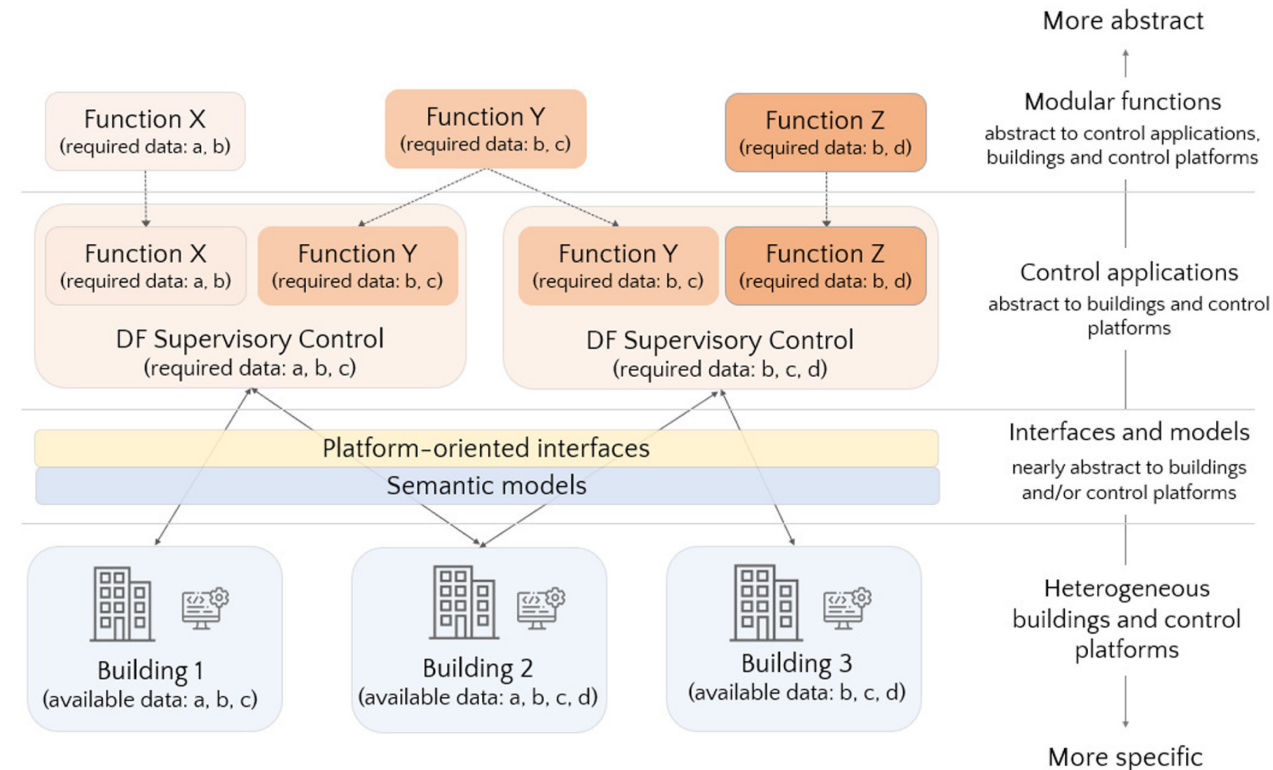 More abstract
Function X
(required data: a, b)
Function Y
(required data: b, c)
Function Z
(required data: b, d)
Modular functions
abstract to control applications,
buildings and control platforms
Function X
(required data: a, b)
Function Y
(required data: b, c)
DF Supervisory Control
(required data: a, b, c)
Function Y
(required data: b, c)
Function Z
(required data: b, d)
DF Supervisory Control
(required data: b, c, d)
Control applications
abstract to buildings and control
platforms
Platform-oriented interfaces
Semantic models
Interfaces and models
nearly abstract to buildings
and/or control platforms
Building 1
(available data: a, b, c)
Building 2
(available data: a, b, c, d)
Building 3
(available data: b, c, d)
Heterogeneous
buildings and control
platforms
More specific